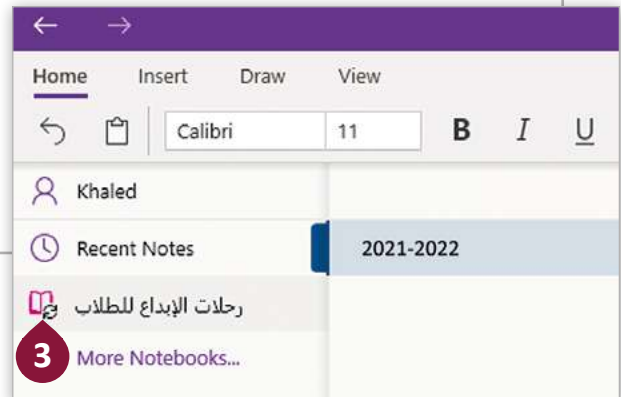 Home Insert Draw View
Calibri 11 B I U
Khaled
Recent Notes 2021-2022
رحلات الإبداع للطلاب
3 More Notebooks...